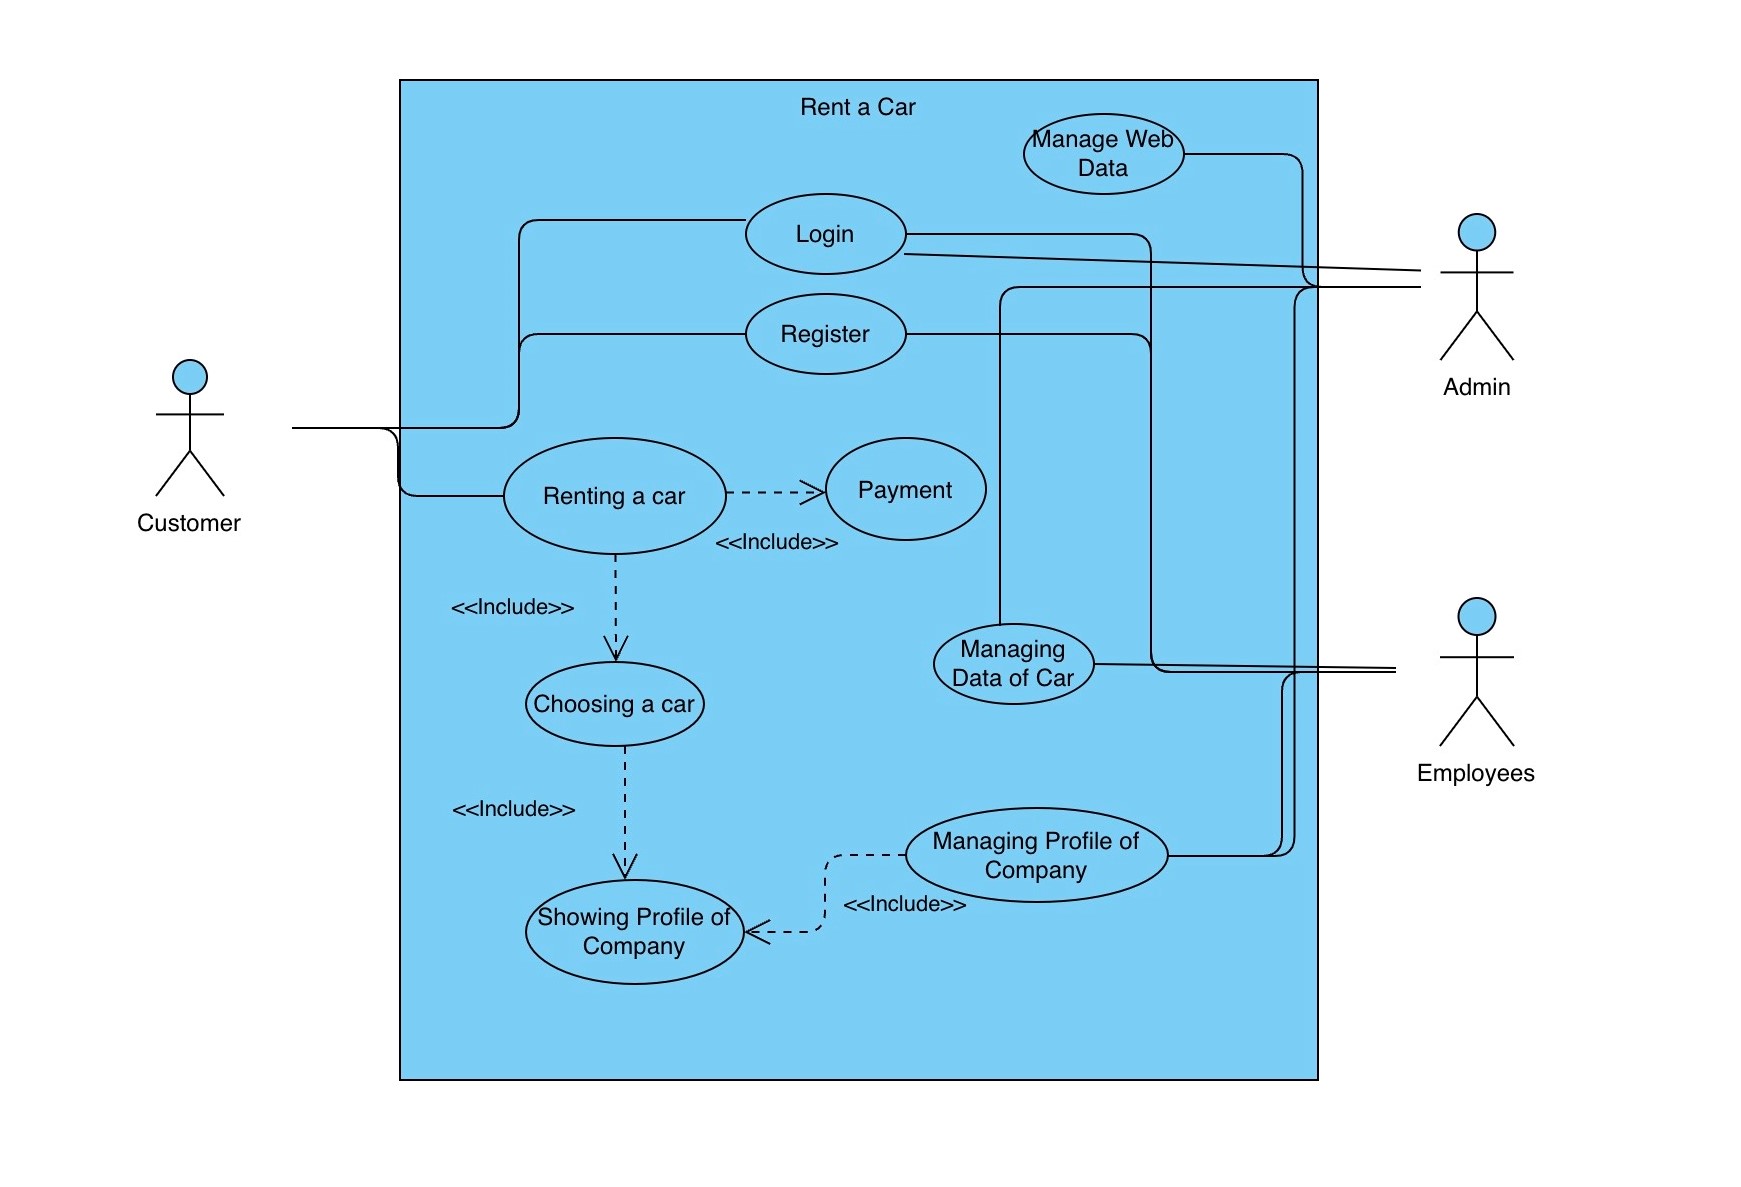 Rent a Car
Manage Web
Data
Login
Register
Admin
Customer
Renting a car
Payment
<<Include>>
<<Include>>
Managing
Data of Car
Choosing a car
Employees
<<Include>>
Managing Profile of
Company
<<Include>>
Showing Profile of
Company